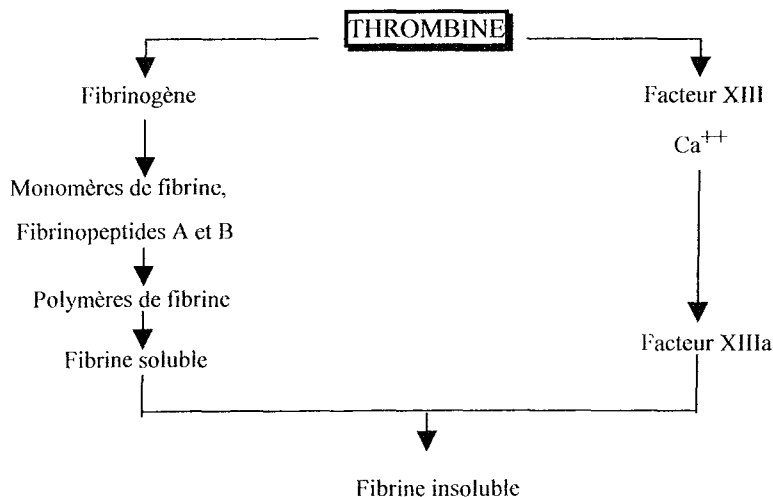 THROMBINE
Fibrinogène
Facteur XIII
Ca++
Monomères de fibrine,
Fibrinopeptides A et B
Polymères de fibrine
Fibrine soluble
Facteur XIIIa
Fibrine insoluble